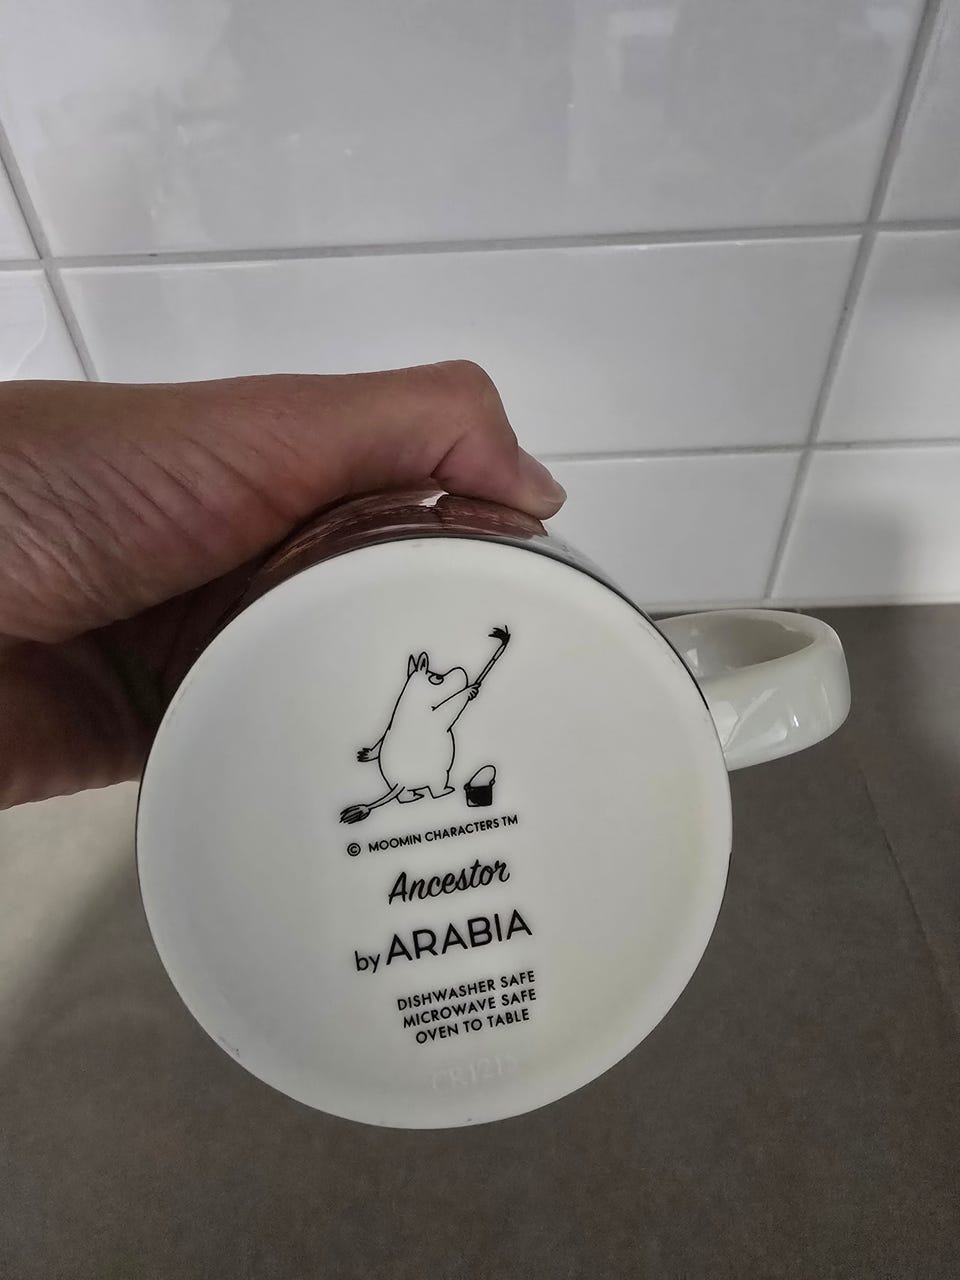 © MOOMIN CHARACTERS TM
Ancestor
by ARABIA
DISHWASHER SAFE
MICROWAVE SAFE
OVEN TO TABLE